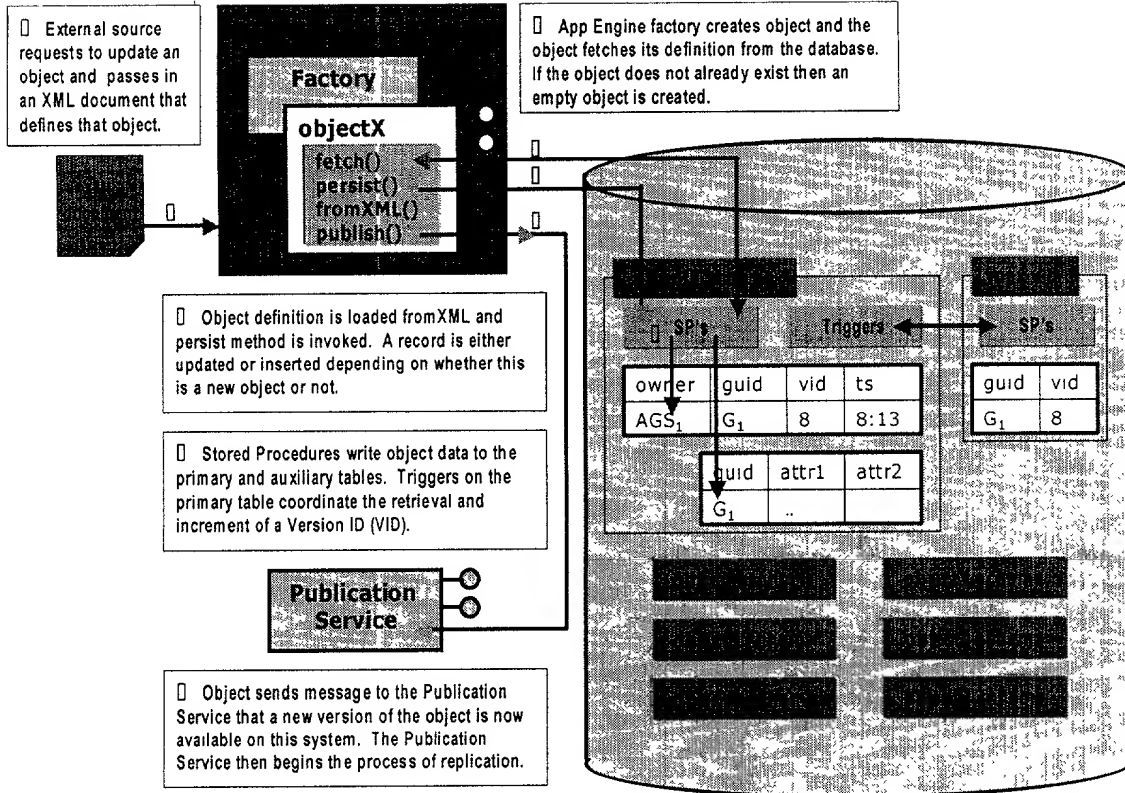 ▯ External source
requests to update an
object and passes in
an XML document that
defines that object.
▯ App Engine factory creates object and the
object fetches its definition from the database.
If the object does not already exist then an
empty object is created.
Factory
objectX
fetch()
persist()
fromXML()
publish()
▯
▯
▯
▯
▯ Object definition is loaded fromXML and
persist method is invoked. A record is either
updated or inserted depending on whether this
is a new object or not.
▯ Stored Procedures write object data to the
primary and auxiliary tables. Triggers on the
primary table coordinate the retrieval and
increment of a Version ID (VID).
Publication
Service
▯ Object sends message to the Publication
Service that a new version of the object is now
available on this system. The Publication
Service then begins the process of replication.
▯ SP's
Triggers
SP's
owner guid vid ts
AGS₁ G₁ 8 8:13
guid vid
G₁ 8
guid attr1 attr2
G₁ ..